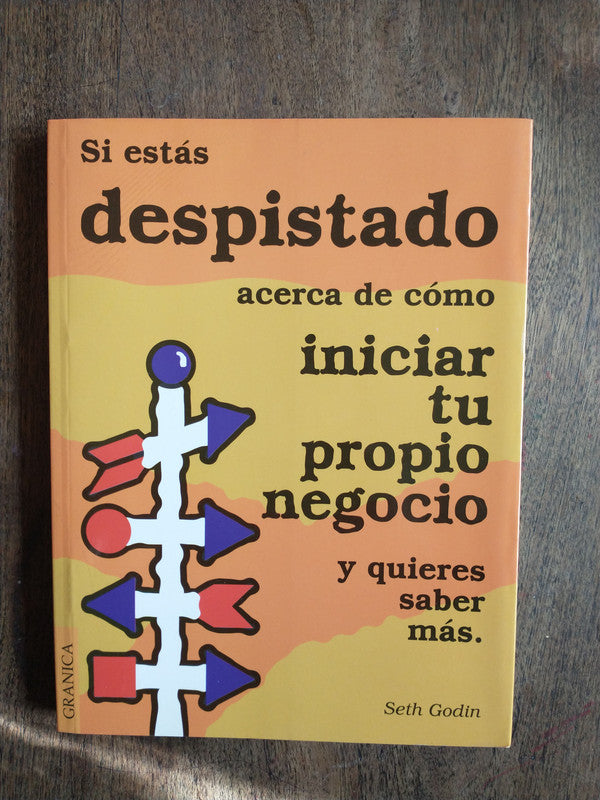 Si estás
despistado
acerca de cómo
iniciar
tu
propio
negocio
y quieres
saber
más.
Seth Godin
GRANICA